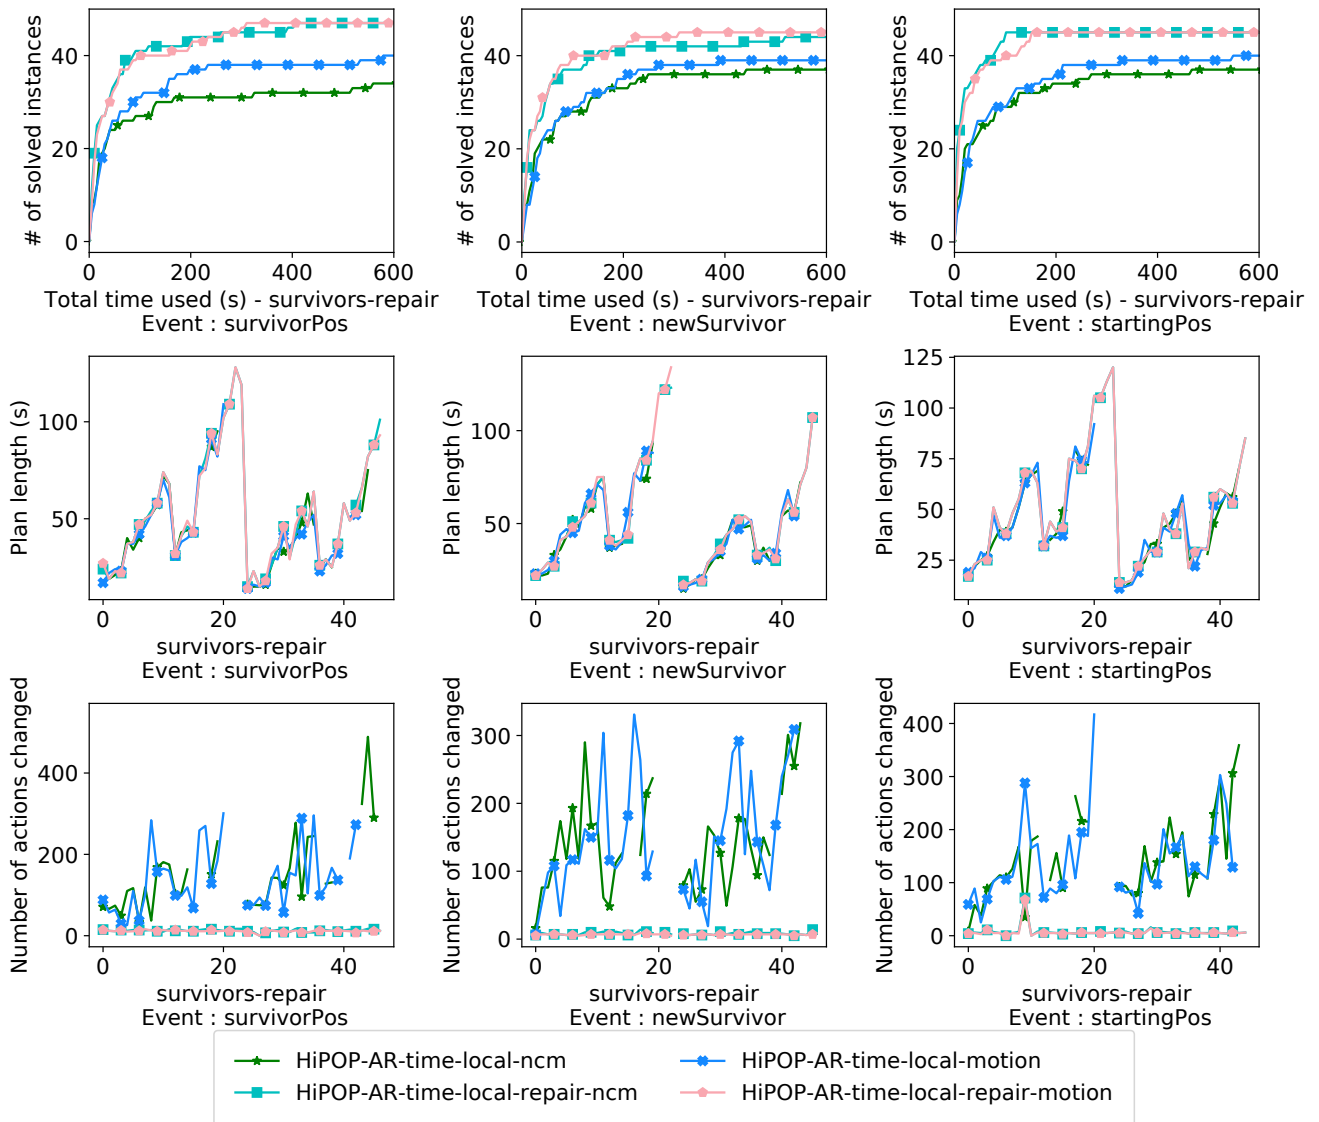 # of solved instances
40
20
0
0 200 400 600
Total time used (s) - survivors-repair
Event : survivorPos
# of solved instances
40
20
0
0 200 400 600
Total time used (s) - survivors-repair
Event : newSurvivor
# of solved instances
40
20
0
0 200 400 600
Total time used (s) - survivors-repair
Event : startingPos
Plan length (s)
100
50
0 20 40
survivors-repair
Event : survivorPos
Plan length (s)
100
50
0 20 40
survivors-repair
Event : newSurvivor
Plan length (s)
125
100
75
50
25
0 20 40
survivors-repair
Event : startingPos
Number of actions changed
400
200
0
0 20 40
survivors-repair
Event : survivorPos
Number of actions changed
300
200
100
0
0 20 40
survivors-repair
Event : newSurvivor
Number of actions changed
400
300
200
100
0
0 20 40
survivors-repair
Event : startingPos
HiPOP-AR-time-local-ncm
HiPOP-AR-time-local-repair-ncm
HiPOP-AR-time-local-motion
HiPOP-AR-time-local-repair-motion